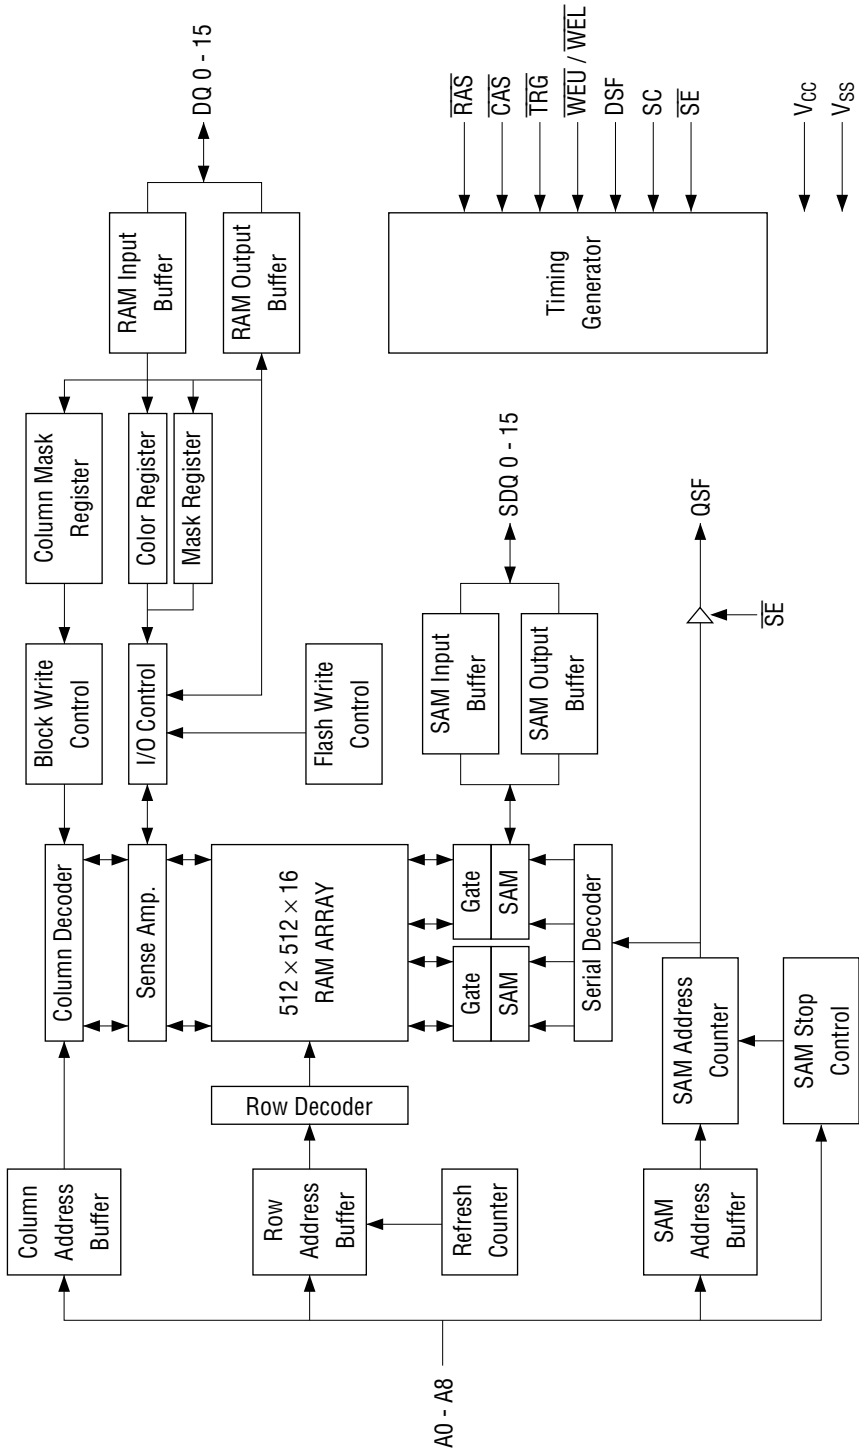 Column
Address
Buffer
Column Decoder
Block Write
Control
Column Mask
Register
Sense Amp.
I/O Control
Color Register
Mask Register
RAM Input
Buffer
RAM Output
Buffer
DQ 0 - 15
A0 - A8
Row
Address
Buffer
Row Decoder
512 × 512 × 16
RAM ARRAY
Flash Write
Control
Refresh
Counter
Gate
SAM
Gate
SAM
Serial Decoder
SAM Input
Buffer
SAM Output
Buffer
SDQ 0 - 15
SAM
Address
Buffer
SAM Address
Counter
SAM Stop
Control
QSF
SE
Timing
Generator
RAS
CAS
TRG
WEU / WEL
DSF
SC
SE
VCC
VSS